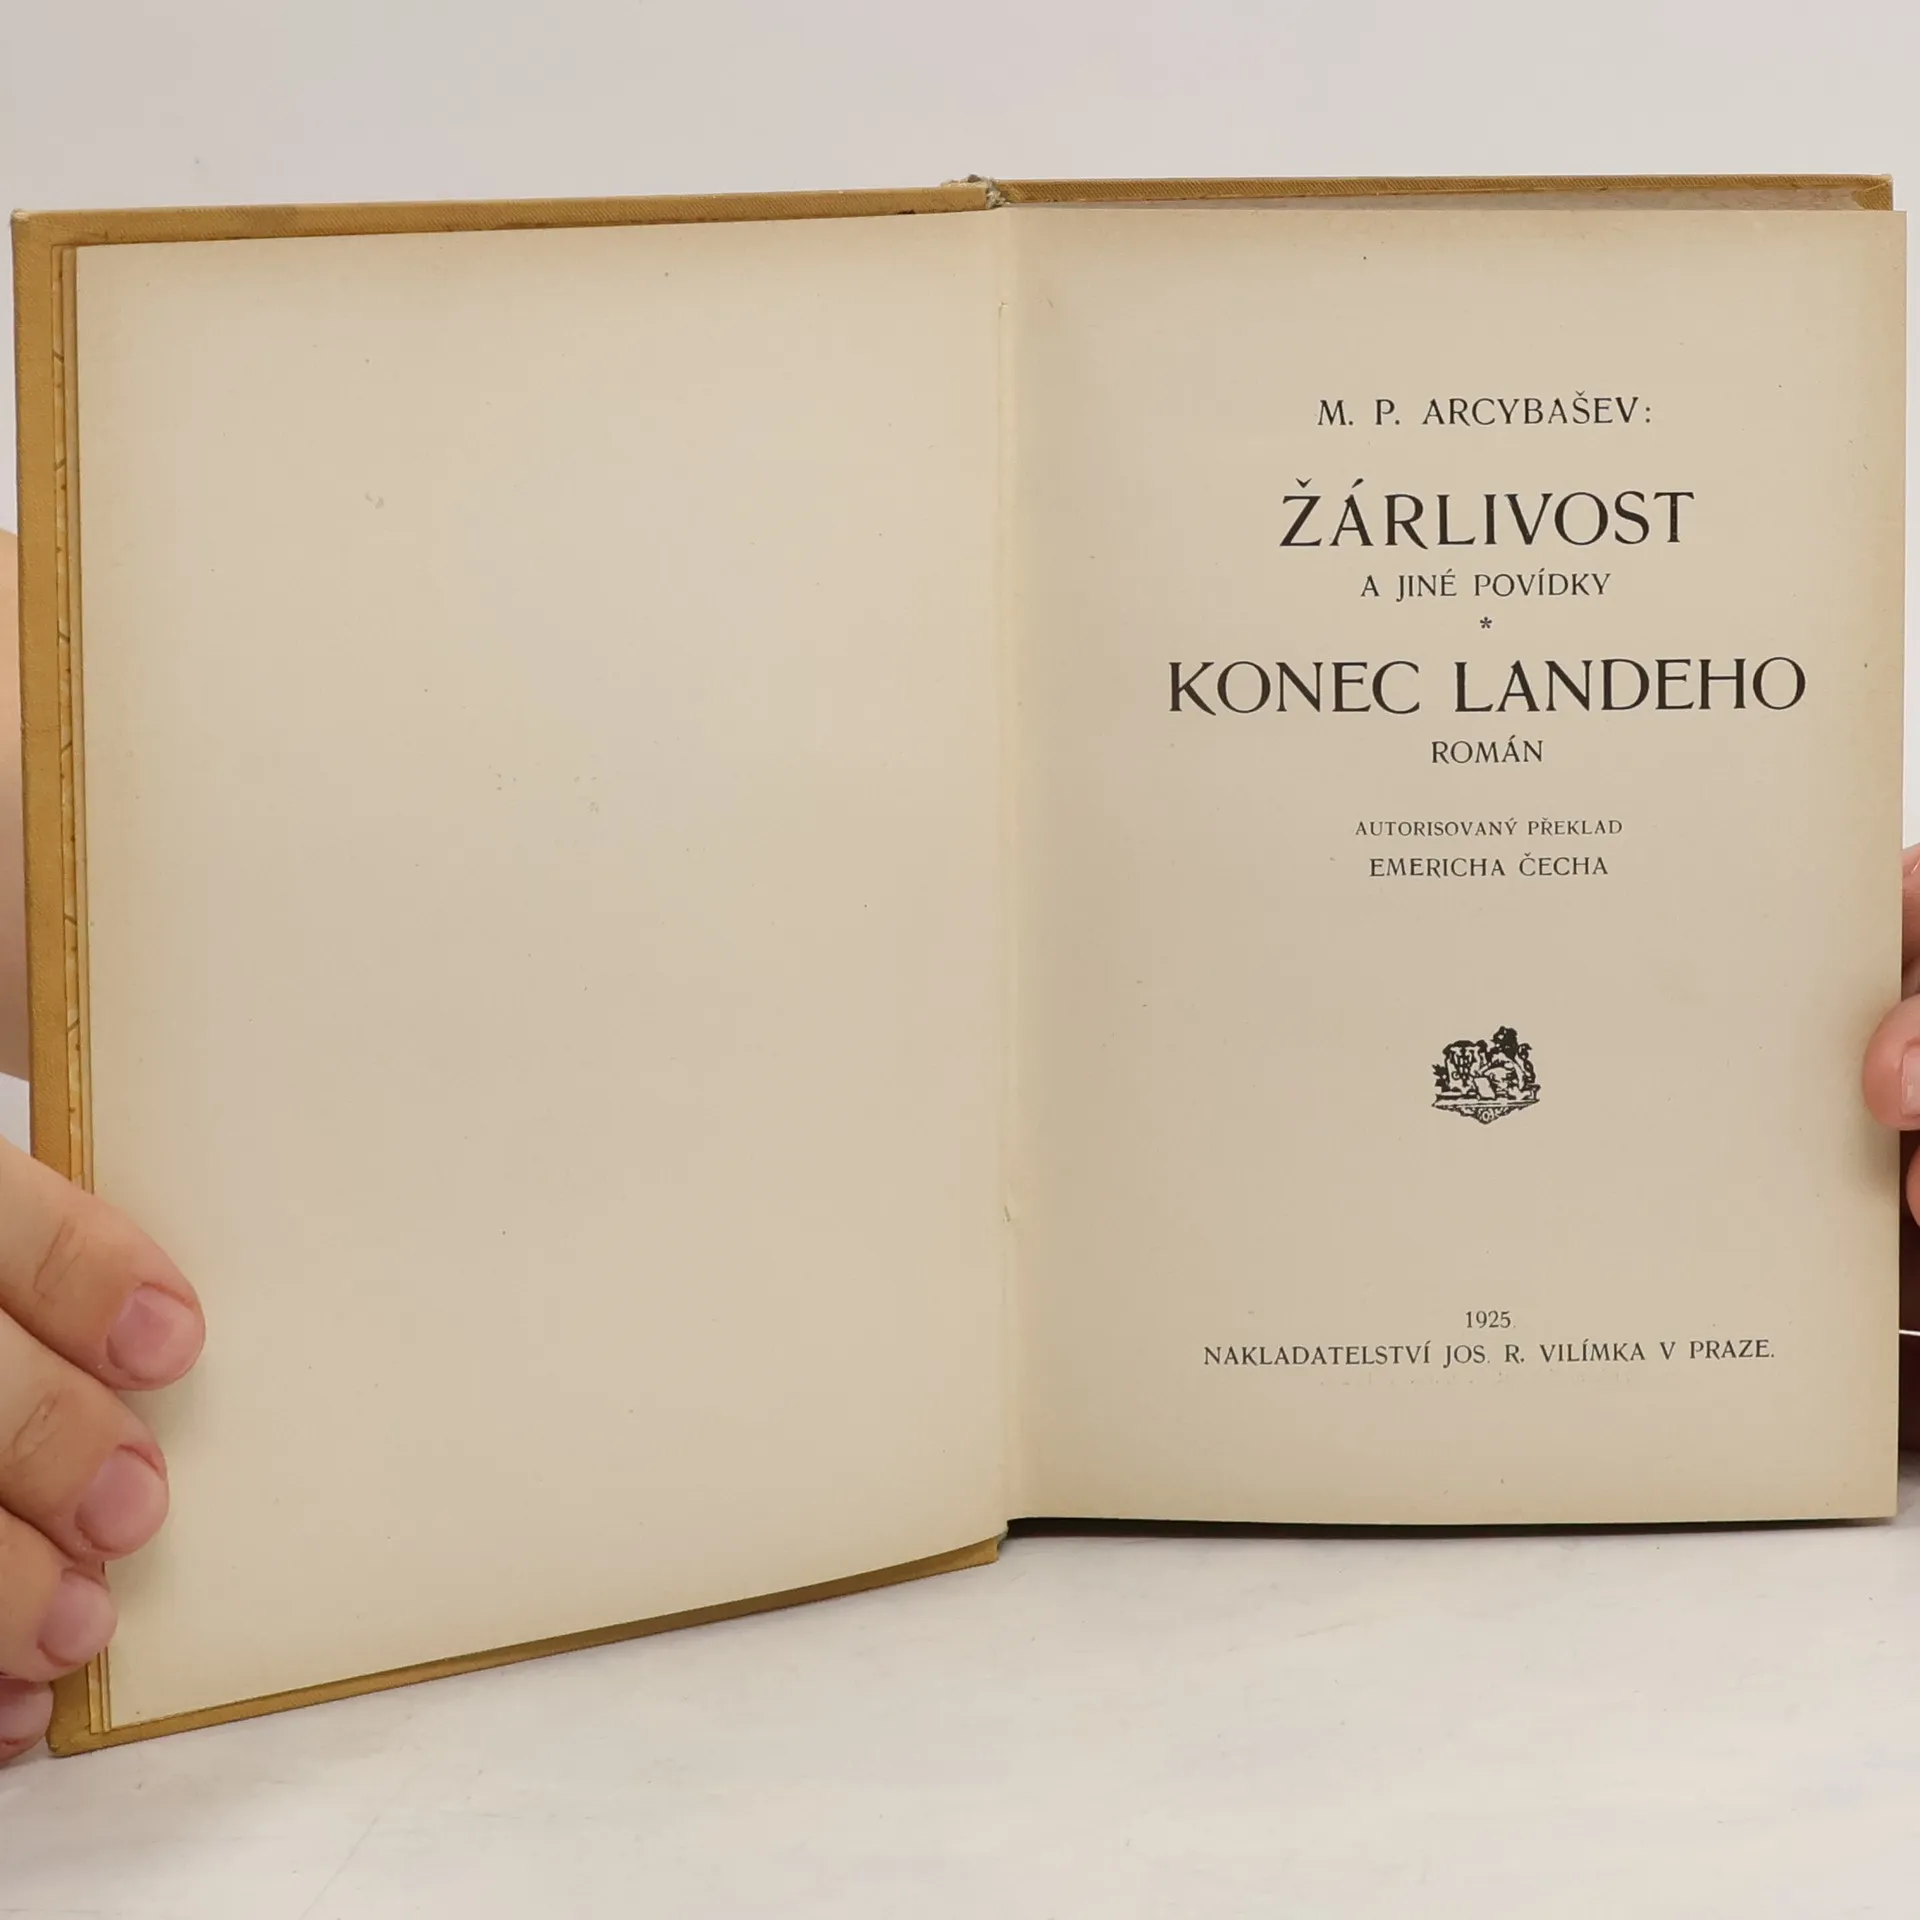 M. P. ARCYBAŠEV:
ŽÁRLIVOST
A JINÉ POVÍDKY
*
KONEC LANDEHO
ROMÁN
AUTORISOVANÝ PŘEKLAD
EMERICHA ČECHA
1925.
NAKLADATELSTVÍ JOS. R. VILÍMKA V PRAZE.